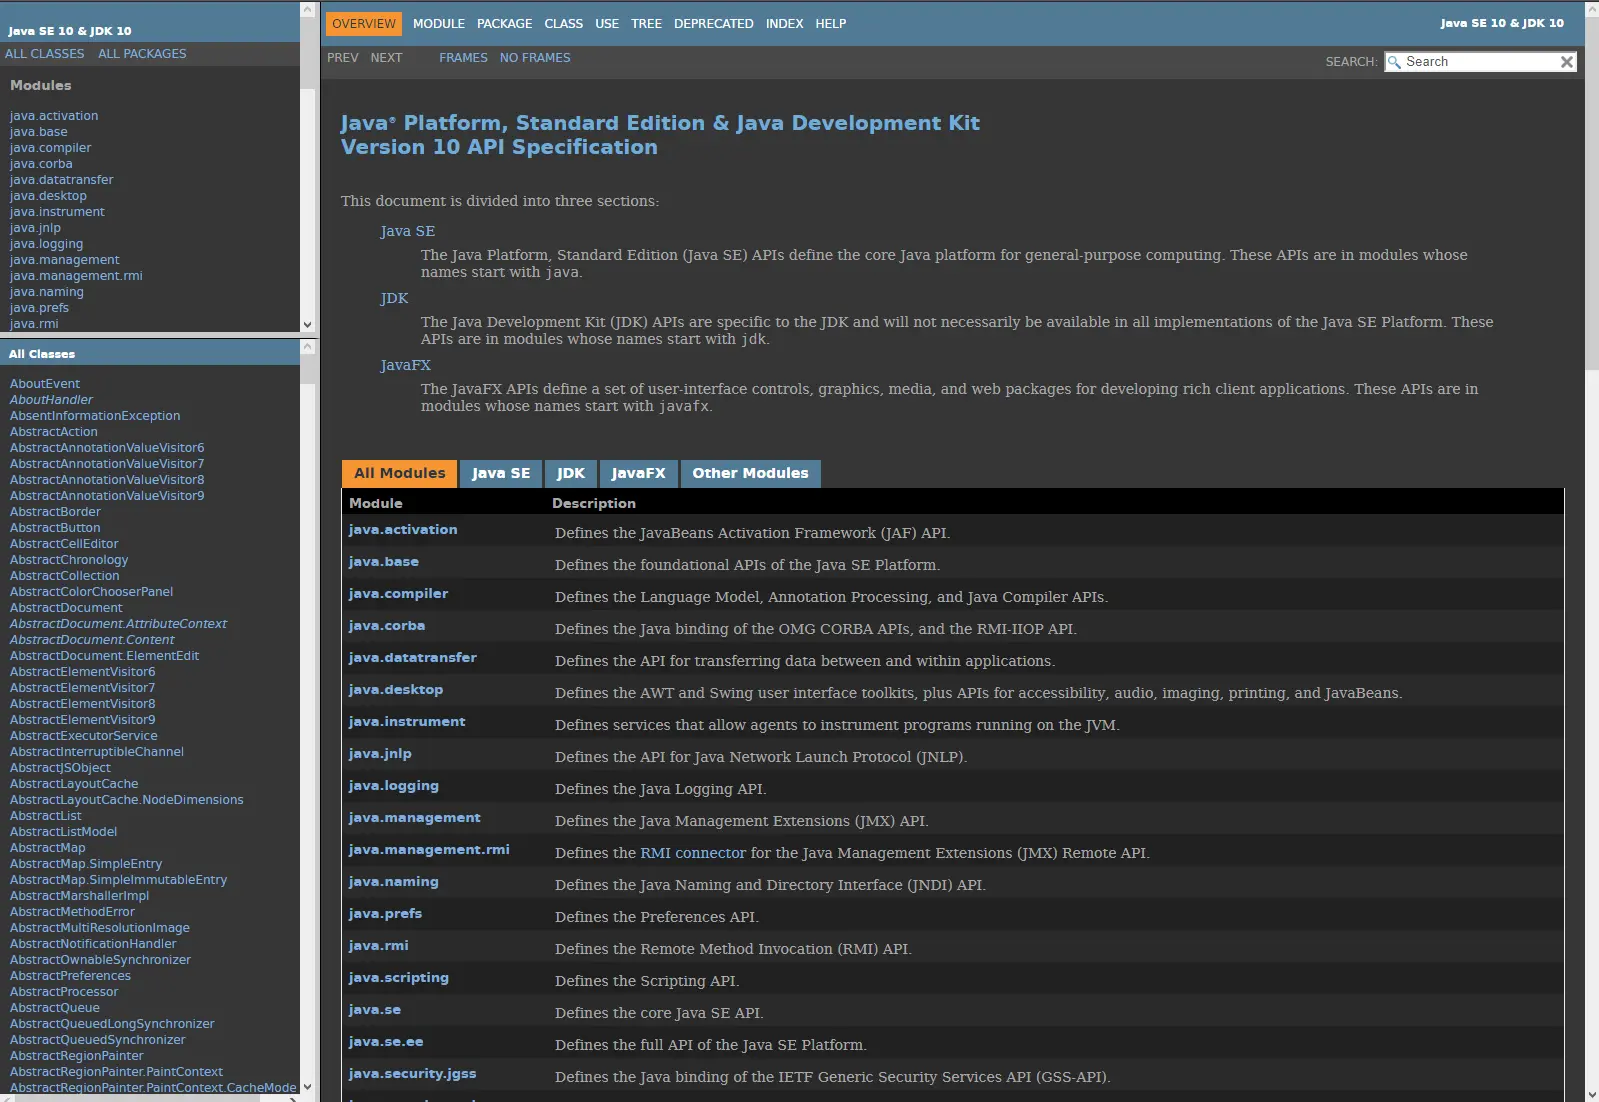 Java SE 10 & JDK 10
ALL CLASSES ALL PACKAGES
Modules
java.activation
java.base
java.compiler
java.corba
java.datatransfer
java.desktop
java.instrument
java.jnlp
java.logging
java.management
java.management.rmi
java.naming
java.prefs
java.rmi
All Classes
AboutEvent
AboutHandler
AbsentInformationException
AbstractAction
AbstractAnnotationValueVisitor6
AbstractAnnotationValueVisitor7
AbstractAnnotationValueVisitor8
AbstractAnnotationValueVisitor9
AbstractBorder
AbstractButton
AbstractCellEditor
AbstractChronology
AbstractCollection
AbstractColorChooserPanel
AbstractDocument
AbstractDocument.AttributeContext
AbstractDocument.Content
AbstractDocument.ElementEdit
AbstractElementVisitor6
AbstractElementVisitor7
AbstractElementVisitor8
AbstractElementVisitor9
AbstractExecutorService
AbstractInterruptibleChannel
AbstractJSObject
AbstractLayoutCache
AbstractLayoutCache.NodeDimensions
AbstractList
AbstractListModel
AbstractMap
AbstractMap.SimpleEntry
AbstractMap.SimpleImmutableEntry
AbstractMarshallerImpl
AbstractMethodError
AbstractMultiResolutionImage
AbstractNotificationHandler
AbstractOwnableSynchronizer
AbstractPreferences
AbstractProcessor
AbstractQueue
AbstractQueuedLongSynchronizer
AbstractQueuedSynchronizer
AbstractRegionPainter
AbstractRegionPainter.PaintContext
AbstractRegionPainter.PaintContext.CacheMode
OVERVIEW MODULE PACKAGE CLASS USE TREE DEPRECATED INDEX HELP
Java SE 10 & JDK 10
PREV NEXT FRAMES NO FRAMES
SEARCH: Search
Java® Platform, Standard Edition & Java Development Kit
Version 10 API Specification
This document is divided into three sections:
Java SE
The Java Platform, Standard Edition (Java SE) APIs define the core Java platform for general-purpose computing. These APIs are in modules whose
names start with java.
JDK
The Java Development Kit (JDK) APIs are specific to the JDK and will not necessarily be available in all implementations of the Java SE Platform. These
APIs are in modules whose names start with jdk.
JavaFX
The JavaFX APIs define a set of user-interface controls, graphics, media, and web packages for developing rich client applications. These APIs are in
modules whose names start with javafx.
All Modules Java SE JDK JavaFX Other Modules
Module Description
java.activation Defines the JavaBeans Activation Framework (JAF) API.
java.base Defines the foundational APIs of the Java SE Platform.
java.compiler Defines the Language Model, Annotation Processing, and Java Compiler APIs.
java.corba Defines the Java binding of the OMG CORBA APIs, and the RMI-IIOP API.
java.datatransfer Defines the API for transferring data between and within applications.
java.desktop Defines the AWT and Swing user interface toolkits, plus APIs for accessibility, audio, imaging, printing, and JavaBeans.
java.instrument Defines services that allow agents to instrument programs running on the JVM.
java.jnlp Defines the API for Java Network Launch Protocol (JNLP).
java.logging Defines the Java Logging API.
java.management Defines the Java Management Extensions (JMX) API.
java.management.rmi Defines the RMI connector for the Java Management Extensions (JMX) Remote API.
java.naming Defines the Java Naming and Directory Interface (JNDI) API.
java.prefs Defines the Preferences API.
java.rmi Defines the Remote Method Invocation (RMI) API.
java.scripting Defines the Scripting API.
java.se Defines the core Java SE API.
java.se.ee Defines the full API of the Java SE Platform.
java.security.jgss Defines the Java binding of the IETF Generic Security Services API (GSS-API).